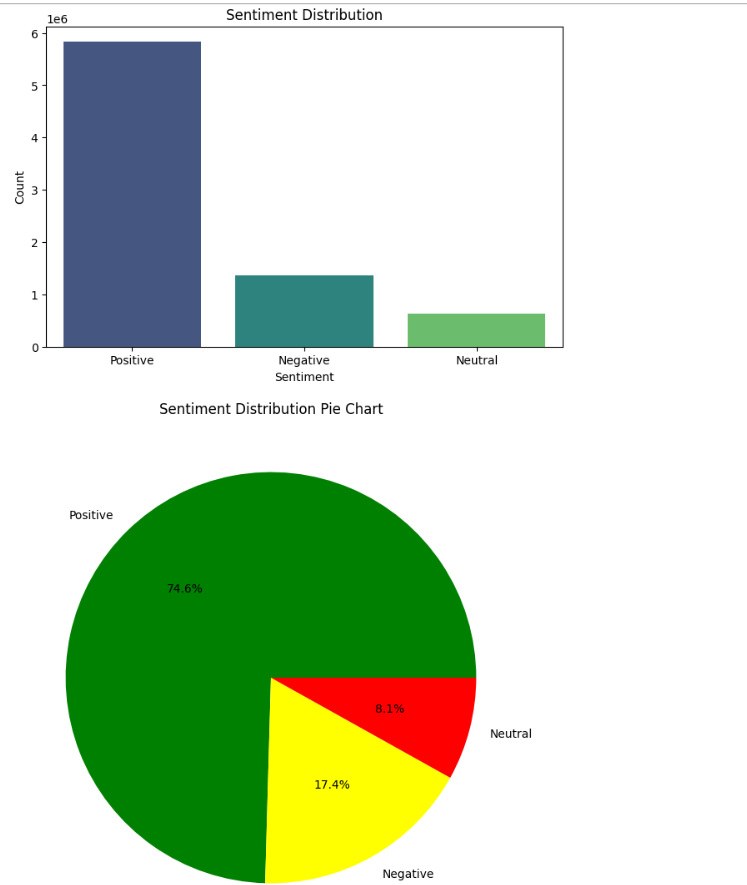 Sentiment Distribution
1e6
6
5
4
3
2
1
0
Count
Positive
Negative
Neutral
Sentiment
Sentiment Distribution Pie Chart
Positive
74.6%
8.1%
Neutral
17.4%
Negative